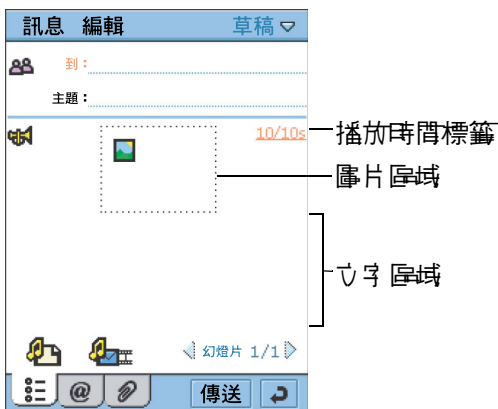 訊息 編輯 草稿
到:
主題:
10/10s
播放時間標籤
圖片區域
文字區域
幻燈片 1/1
@ 傳送